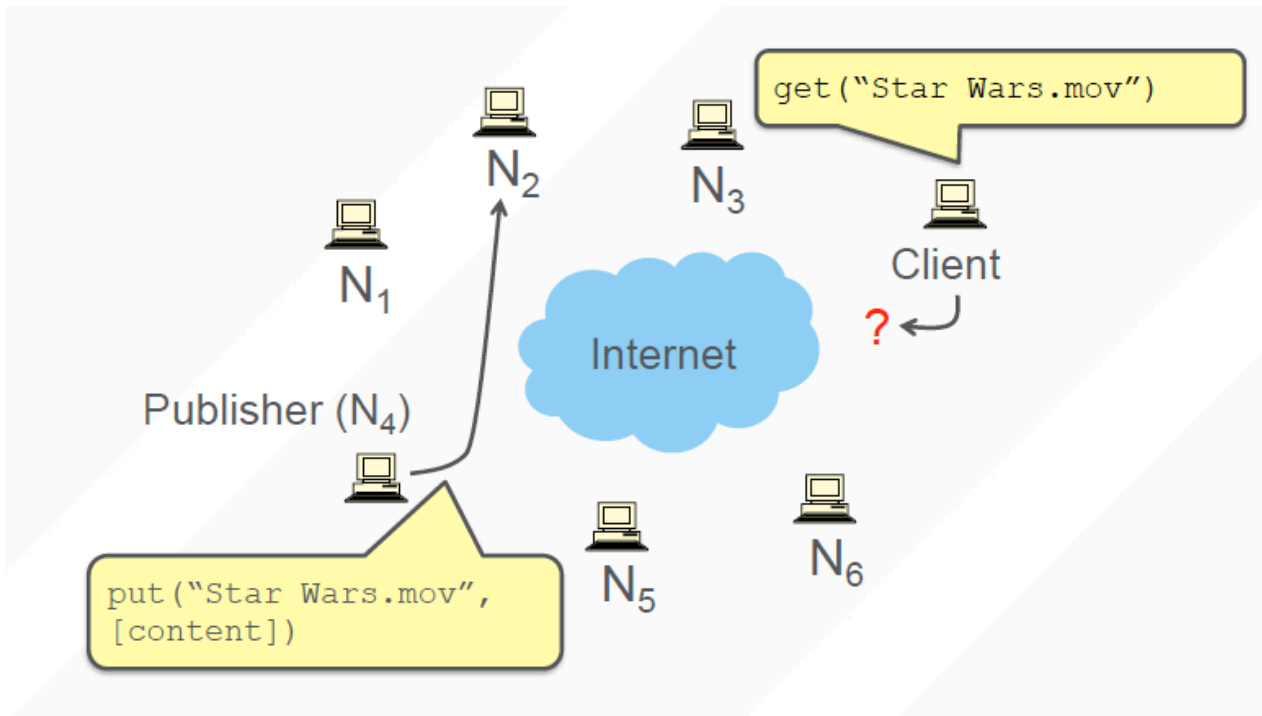 get(“Star Wars.mov”)
N2
N3
Client
N1
?
Internet
Publisher (N4)
N6
N5
put(“Star Wars.mov”,
[content])